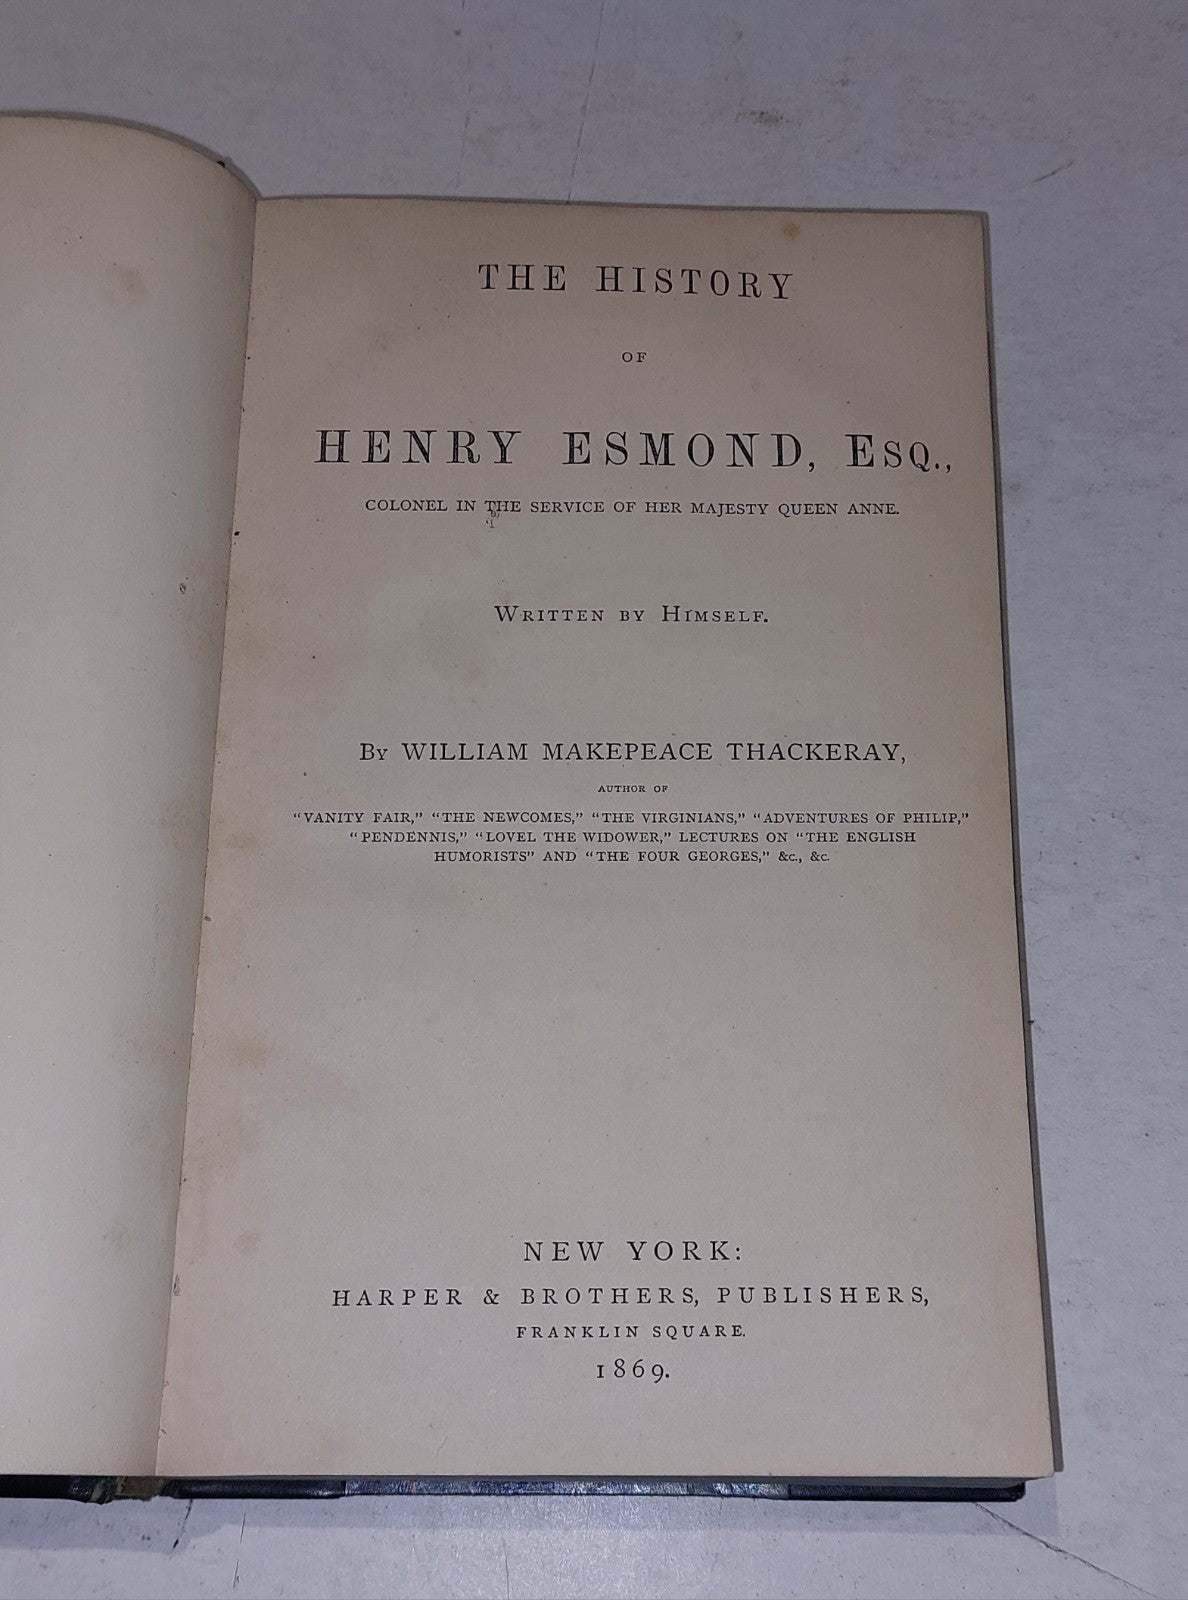 THE HISTORY
OF
HENRY ESMOND, ESQ.,
COLONEL IN THE SERVICE OF HER MAJESTY QUEEN ANNE.
WRITTEN BY HIMSELF.
BY WILLIAM MAKEPEACE THACKERAY,
AUTHOR OF
“VANITY FAIR,” “THE NEWCOMES,” “THE VIRGINIANS,” “ADVENTURES OF PHILIP,”
“PENDENNIS,” “LOVEL THE WIDOWER,” LECTURES ON “THE ENGLISH
HUMORISTS” AND “THE FOUR GEORGES,” &c., &c.
NEW YORK:
HARPER & BROTHERS, PUBLISHERS,
FRANKLIN SQUARE.
1869.